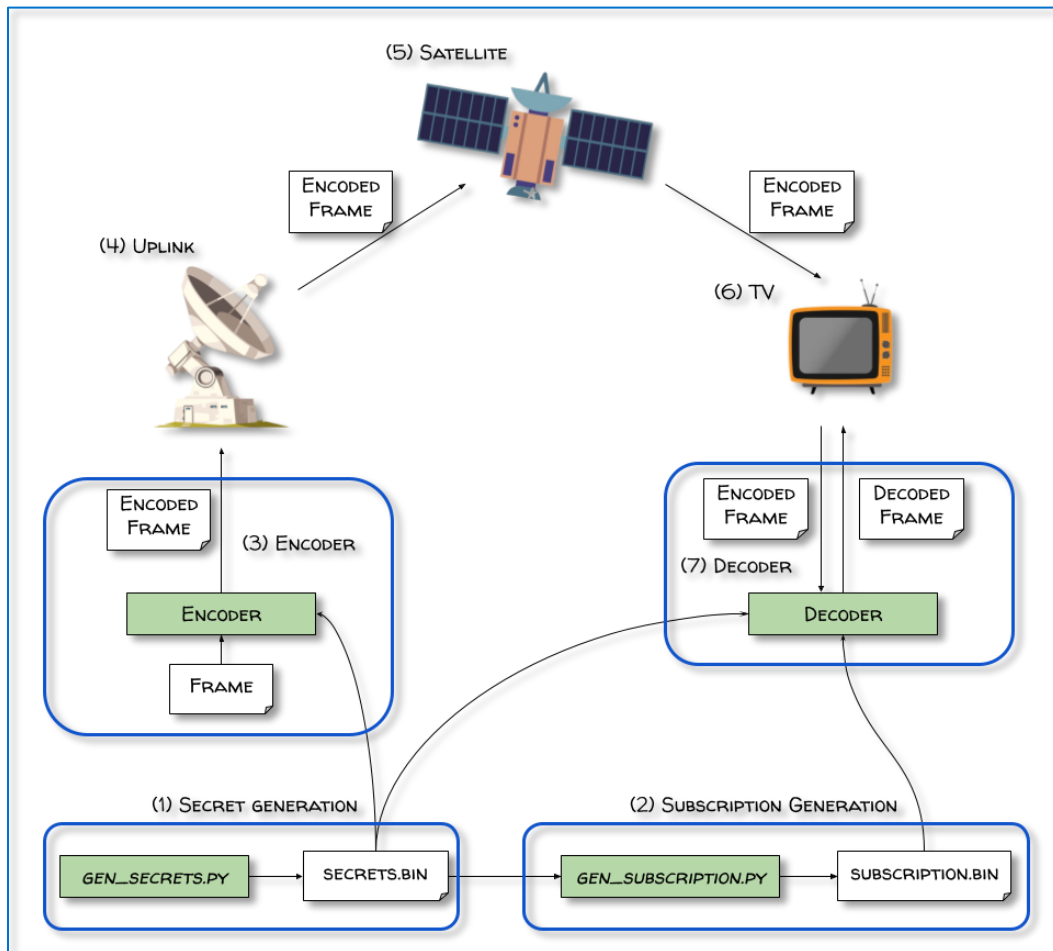 (5) SATELLITE
ENCODED
FRAME
ENCODED
FRAME
(4) UPLINK
(6) TV
ENCODED
FRAME
(3) ENCODER
ENCODER
FRAME
ENCODED
FRAME
DECODED
FRAME
(7) DECODER
DECODER
(1) SECRET GENERATION
GEN_SECRETS.PY
SECRETS.BIN
(2) SUBSCRIPTION GENERATION
GEN_SUBSCRIPTION.PY
SUBSCRIPTION.BIN